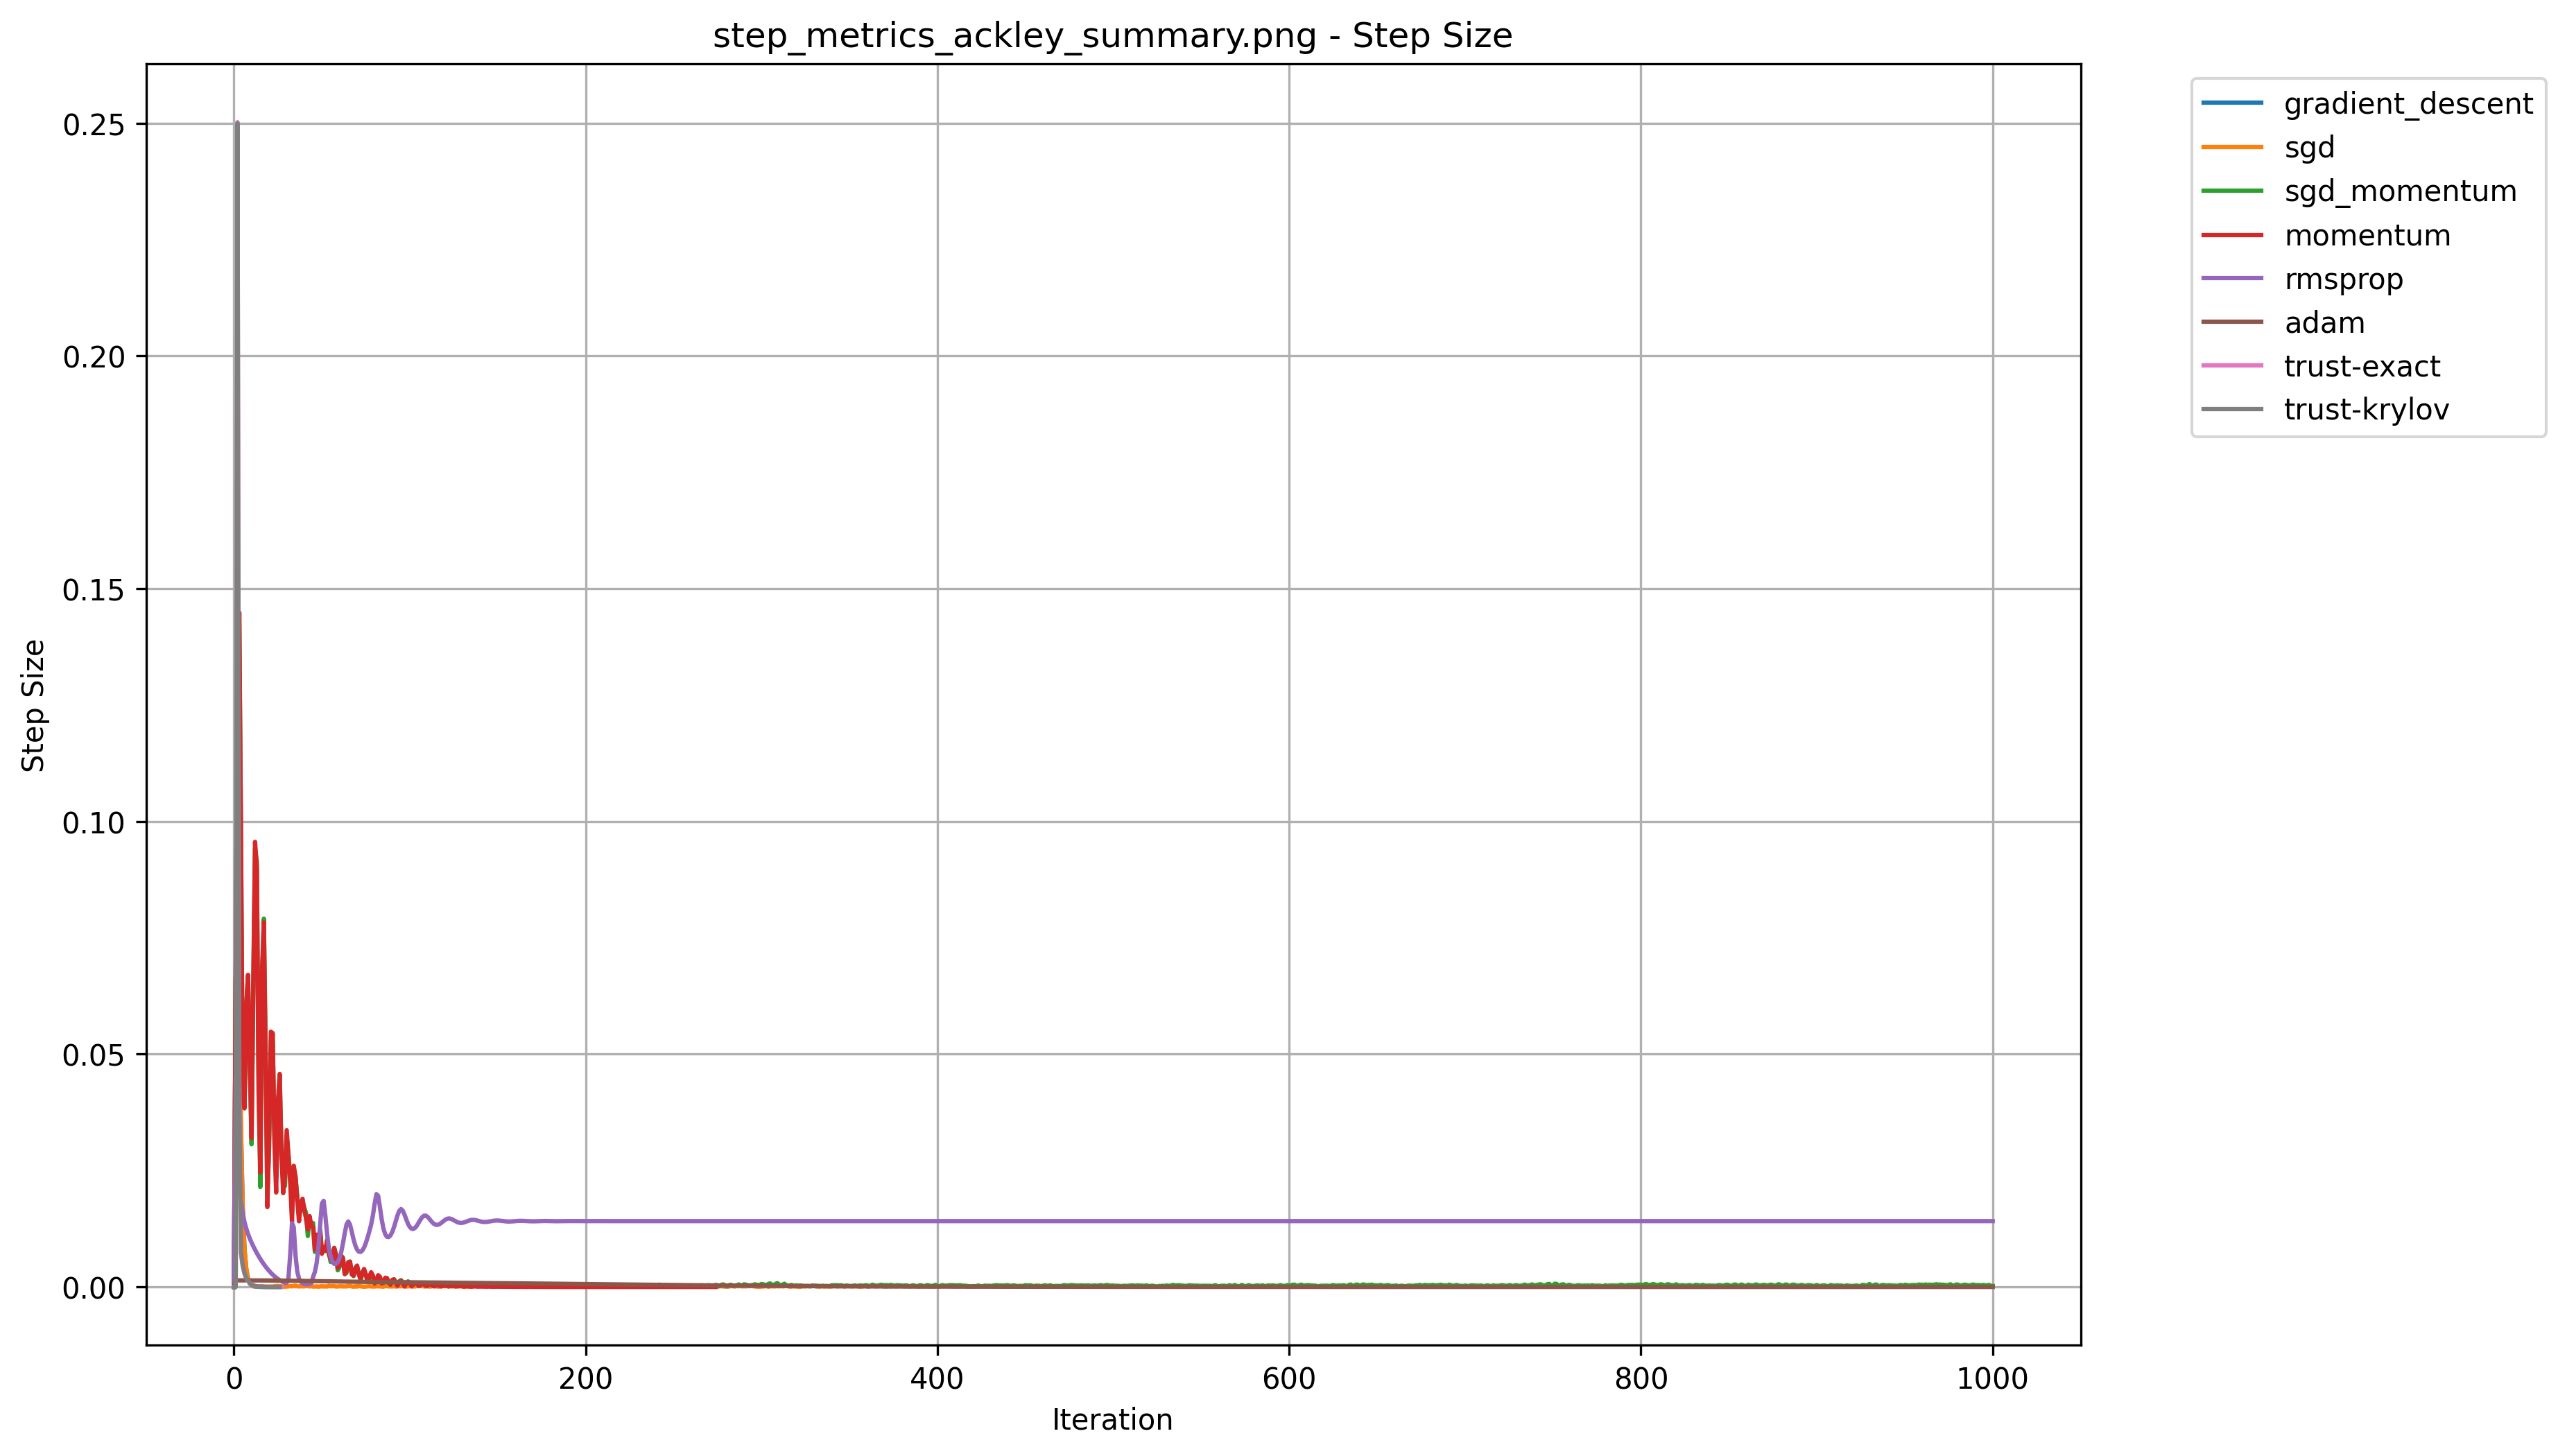 step_metrics_ackley_summary.png - Step Size
0.25
0.20
0.15
0.10
0.05
0.00
Step Size
0
200
400
600
800
1000
Iteration
gradient_descent
sgd
sgd_momentum
momentum
rmsprop
adam
trust-exact
trust-krylov